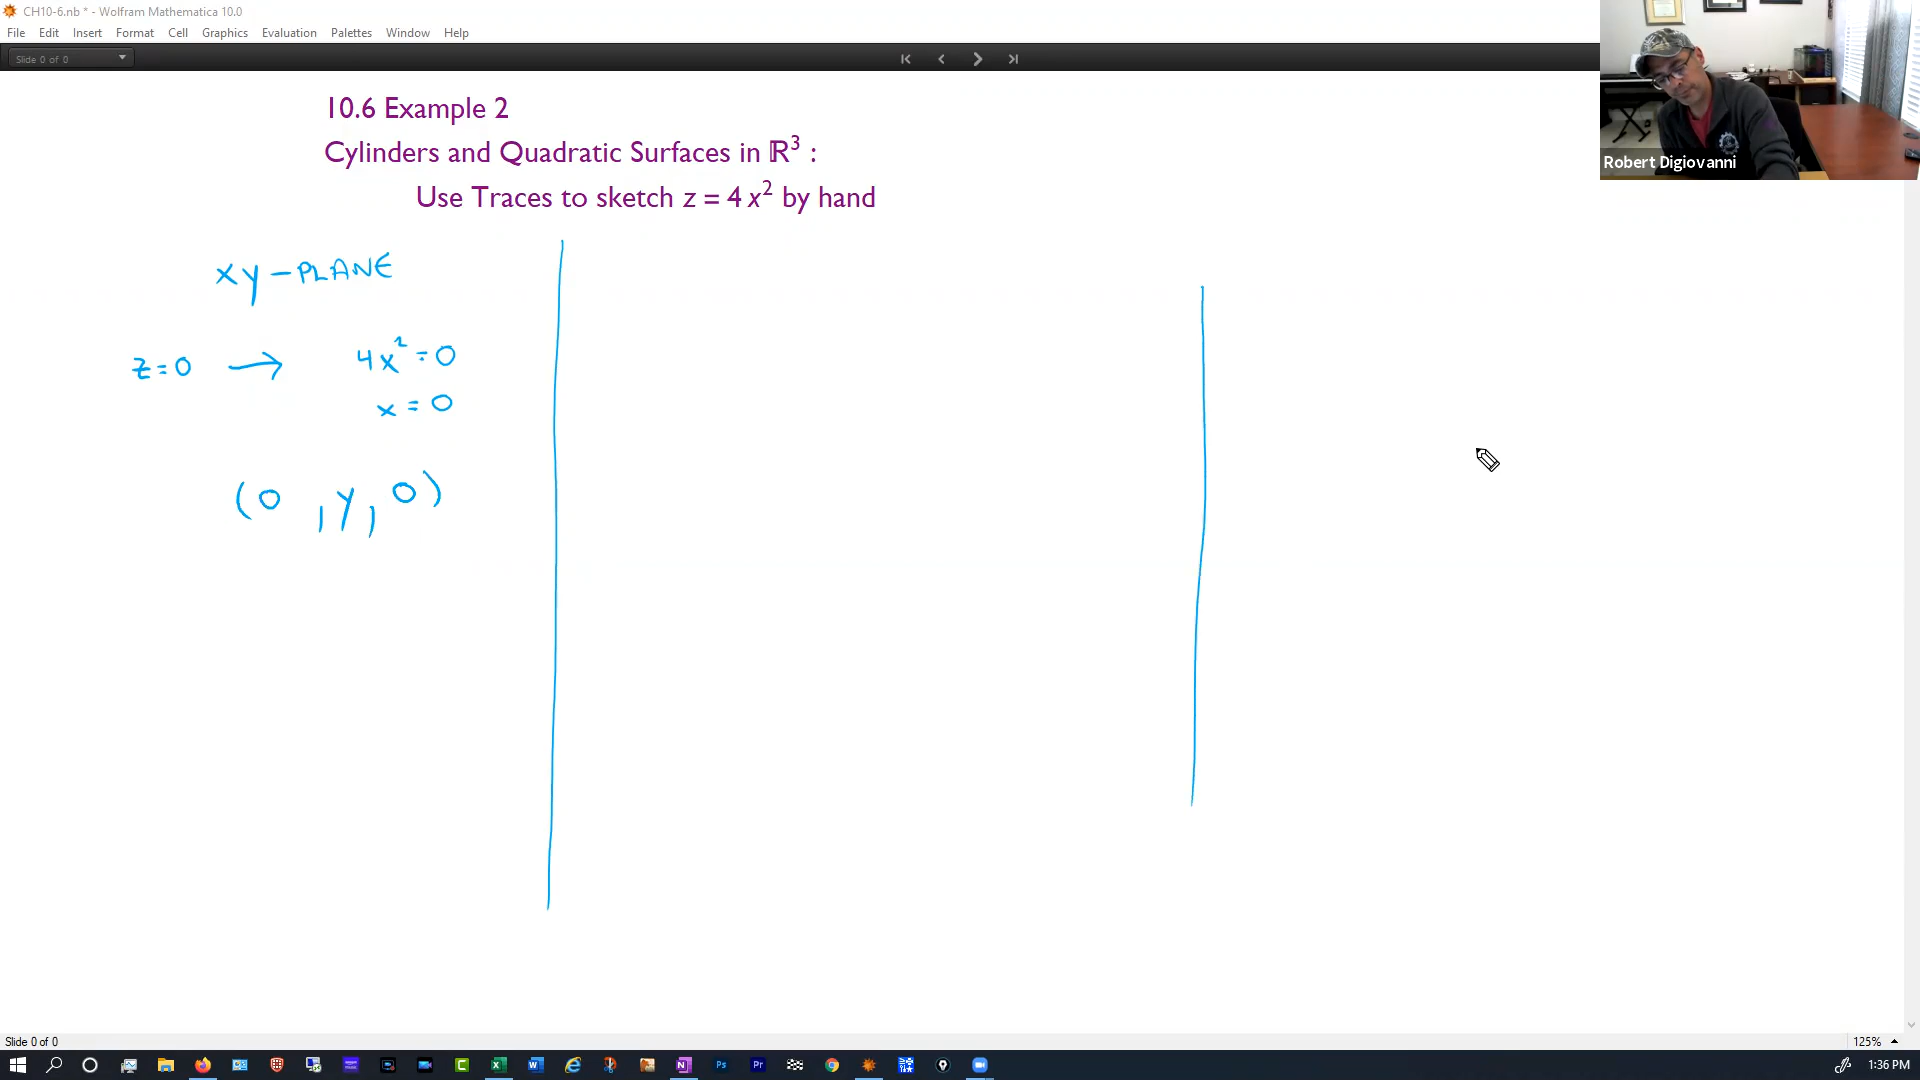 CH10-6.nb * - Wolfram Mathematica 10.0
File Edit Insert Format Cell Graphics Evaluation Palettes Window Help
Slide 0 of 0
10.6 Example 2
Cylinders and Quadratic Surfaces in ℝ³ :
Use Traces to sketch z = 4 x² by hand
Robert Digiovanni
xy-PLANE
z=0 → 4x²=0
x = 0
(0, y, 0)
Slide 0 of 0
125%
1:36 PM